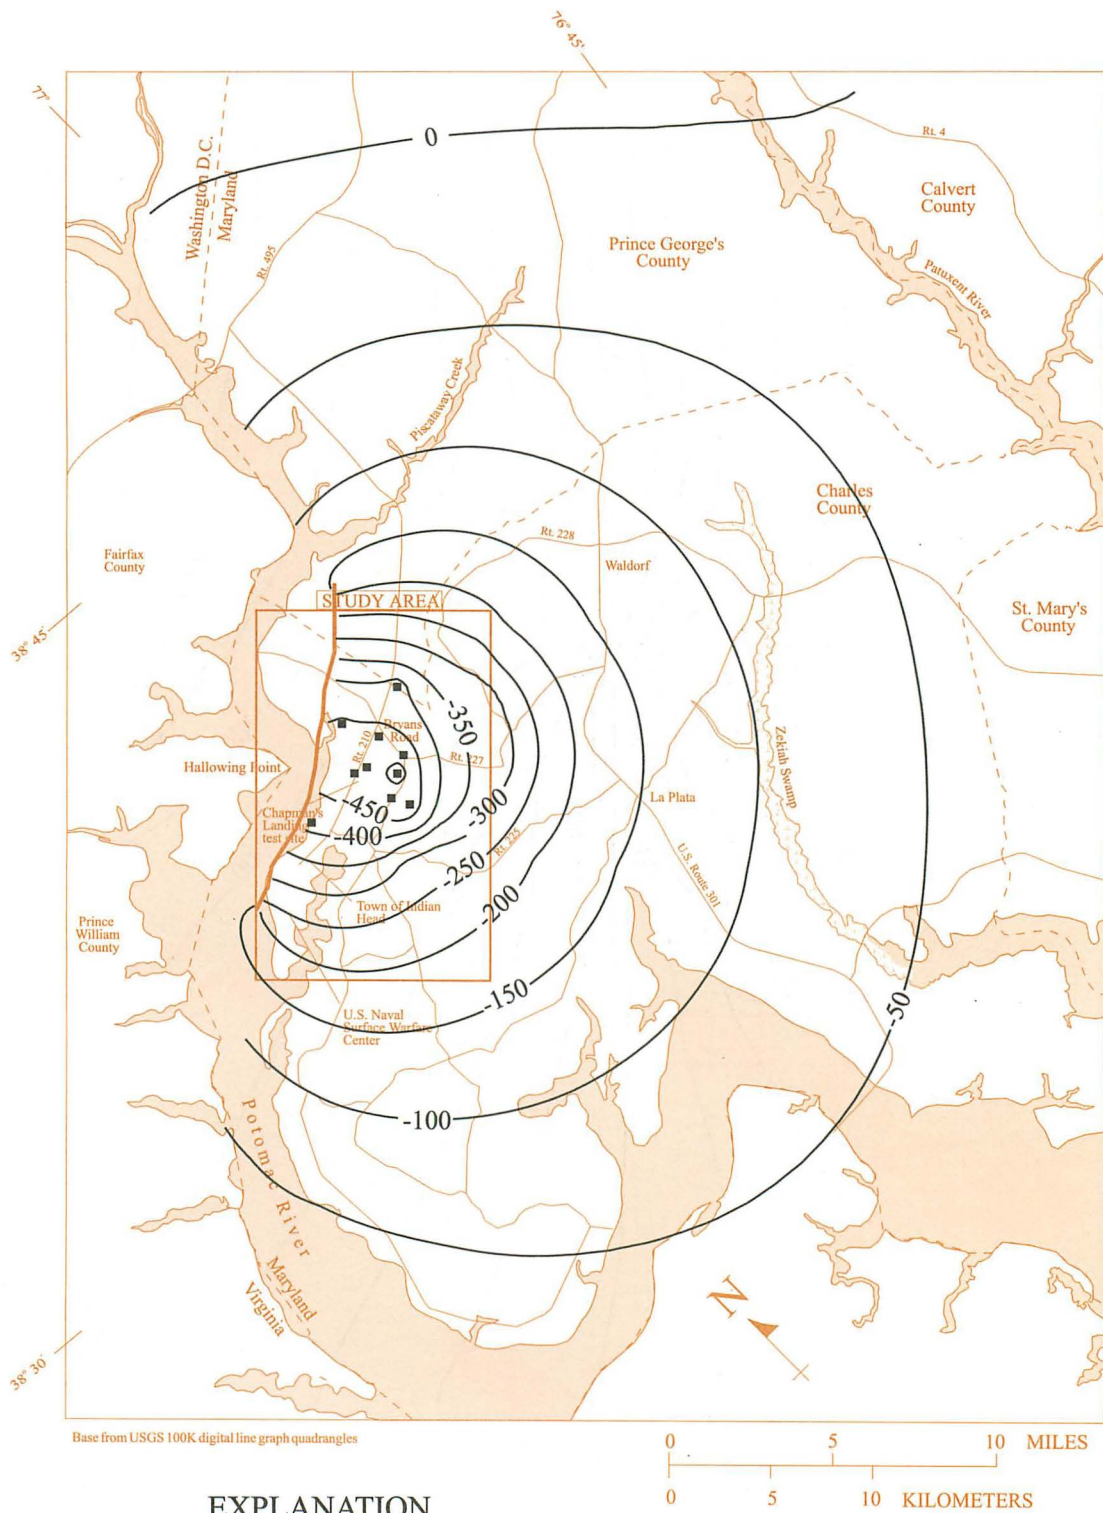 76° 45'
77°
0
Rt. 4
Washington D.C.
Maryland
Calvert
County
Prince George's
County
Rt. 495
Patuxent River
Piscataway Creek
Charles
County
Fairfax
County
Rt. 228
Waldorf
38° 45'
STUDY AREA
St. Mary's
County
-350
Bryans
Road
Rt. 210
Rt. 227
Hallowing Point
Zekiah Swamp
La Plata
-450
-300
Chapman's
Landing
test site
-400
Rt. 225
U.S. Route 301
-250
Town of Indian
Head
-200
Prince
William
County
-150
-50
U.S. Naval
Surface Warfare
Center
-100
Potomac River
Maryland
Virginia
N
38° 30'
Base from USGS 100K digital line graph quadrangles
0 5 10 MILES
0 5 10 KILOMETERS
EXPLANATION